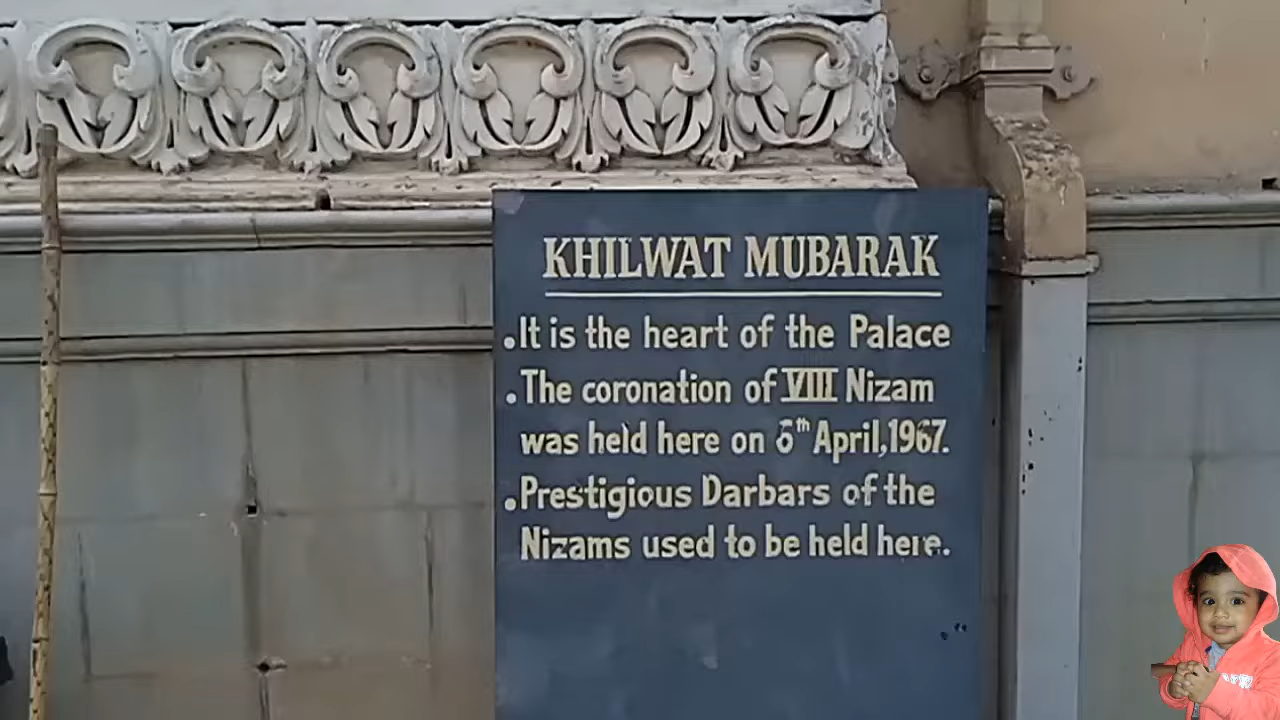 KHILWAT MUBARAK
.It is the heart of the Palace
.The coronation of VIII Nizam
was held here on 6th April, 1967.
.Prestigious Darbars of the
Nizams used to be held here.